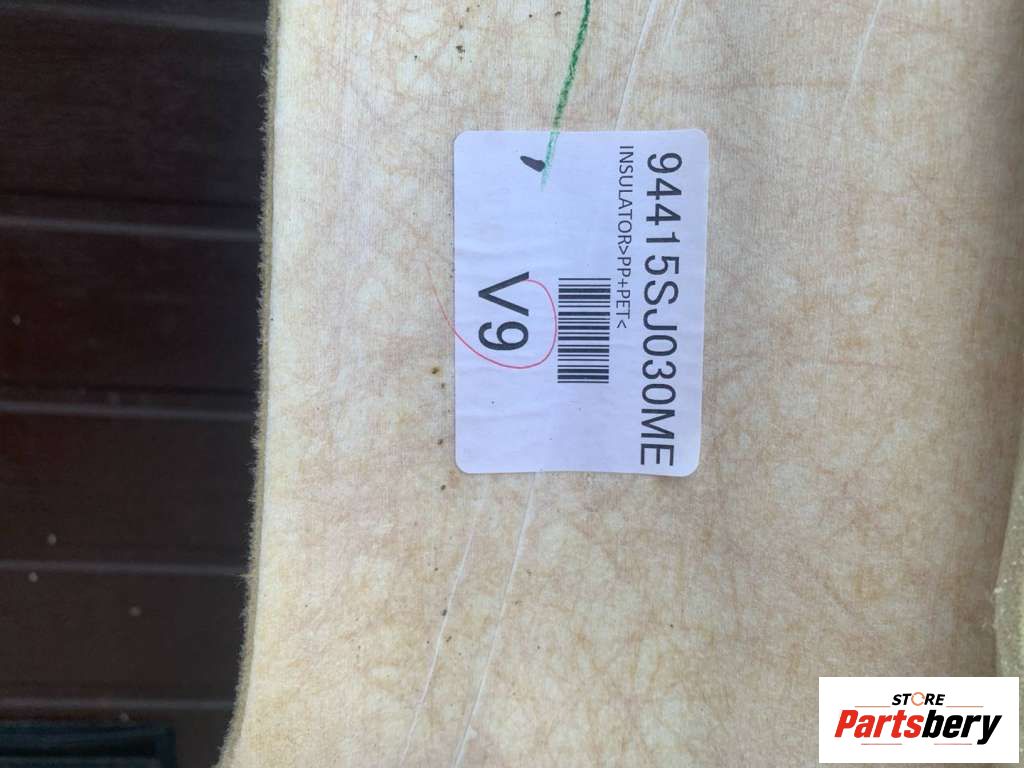 94415SJ030ME
INSULATOR>PP+PET<
V9
STORE
Partsbery